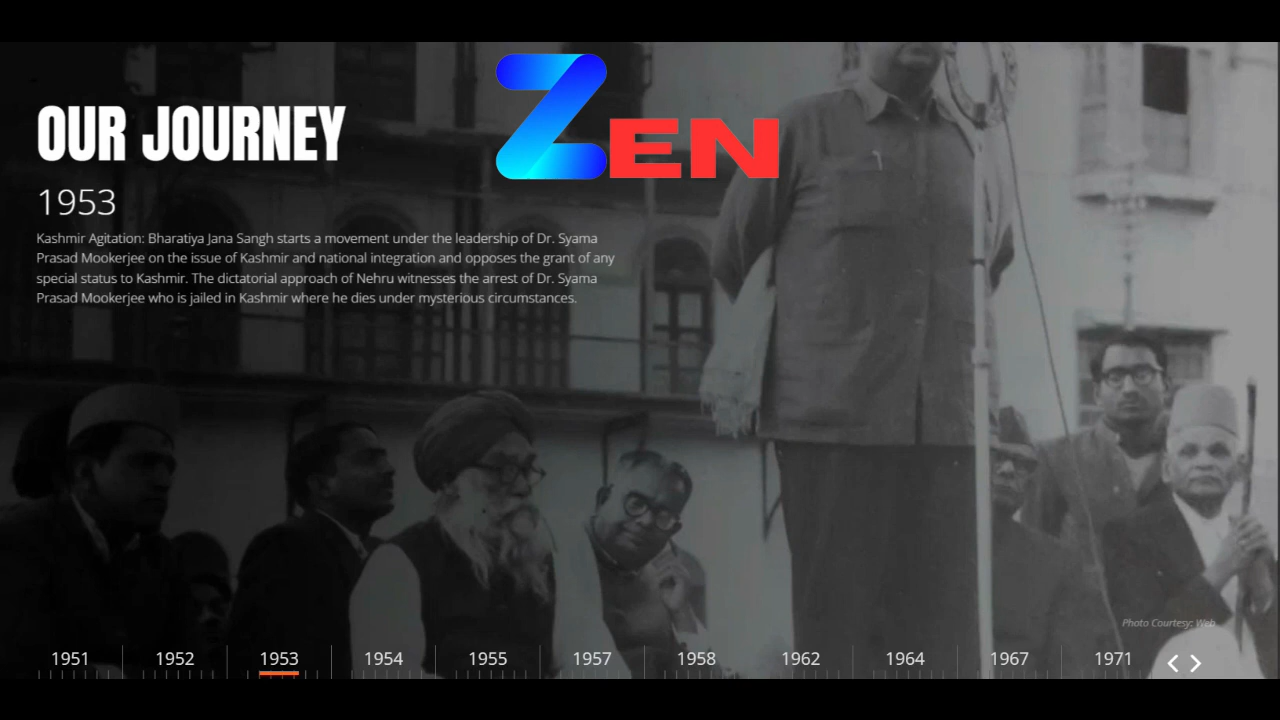 ZEN
OUR JOURNEY
1953
Kashmir Agitation: Bharatiya Jana Sangh starts a movement under the leadership of Dr. Syama
Prasad Mookerjee on the issue of Kashmir and national integration and opposes the grant of any
special status to Kashmir. The dictatorial approach of Nehru witnesses the arrest of Dr. Syama
Prasad Mookerjee who is jailed in Kashmir where he dies under mysterious circumstances.
Photo Courtesy: Web
1951 1952 1953 1954 1955 1957 1958 1962 1964 1967 1971